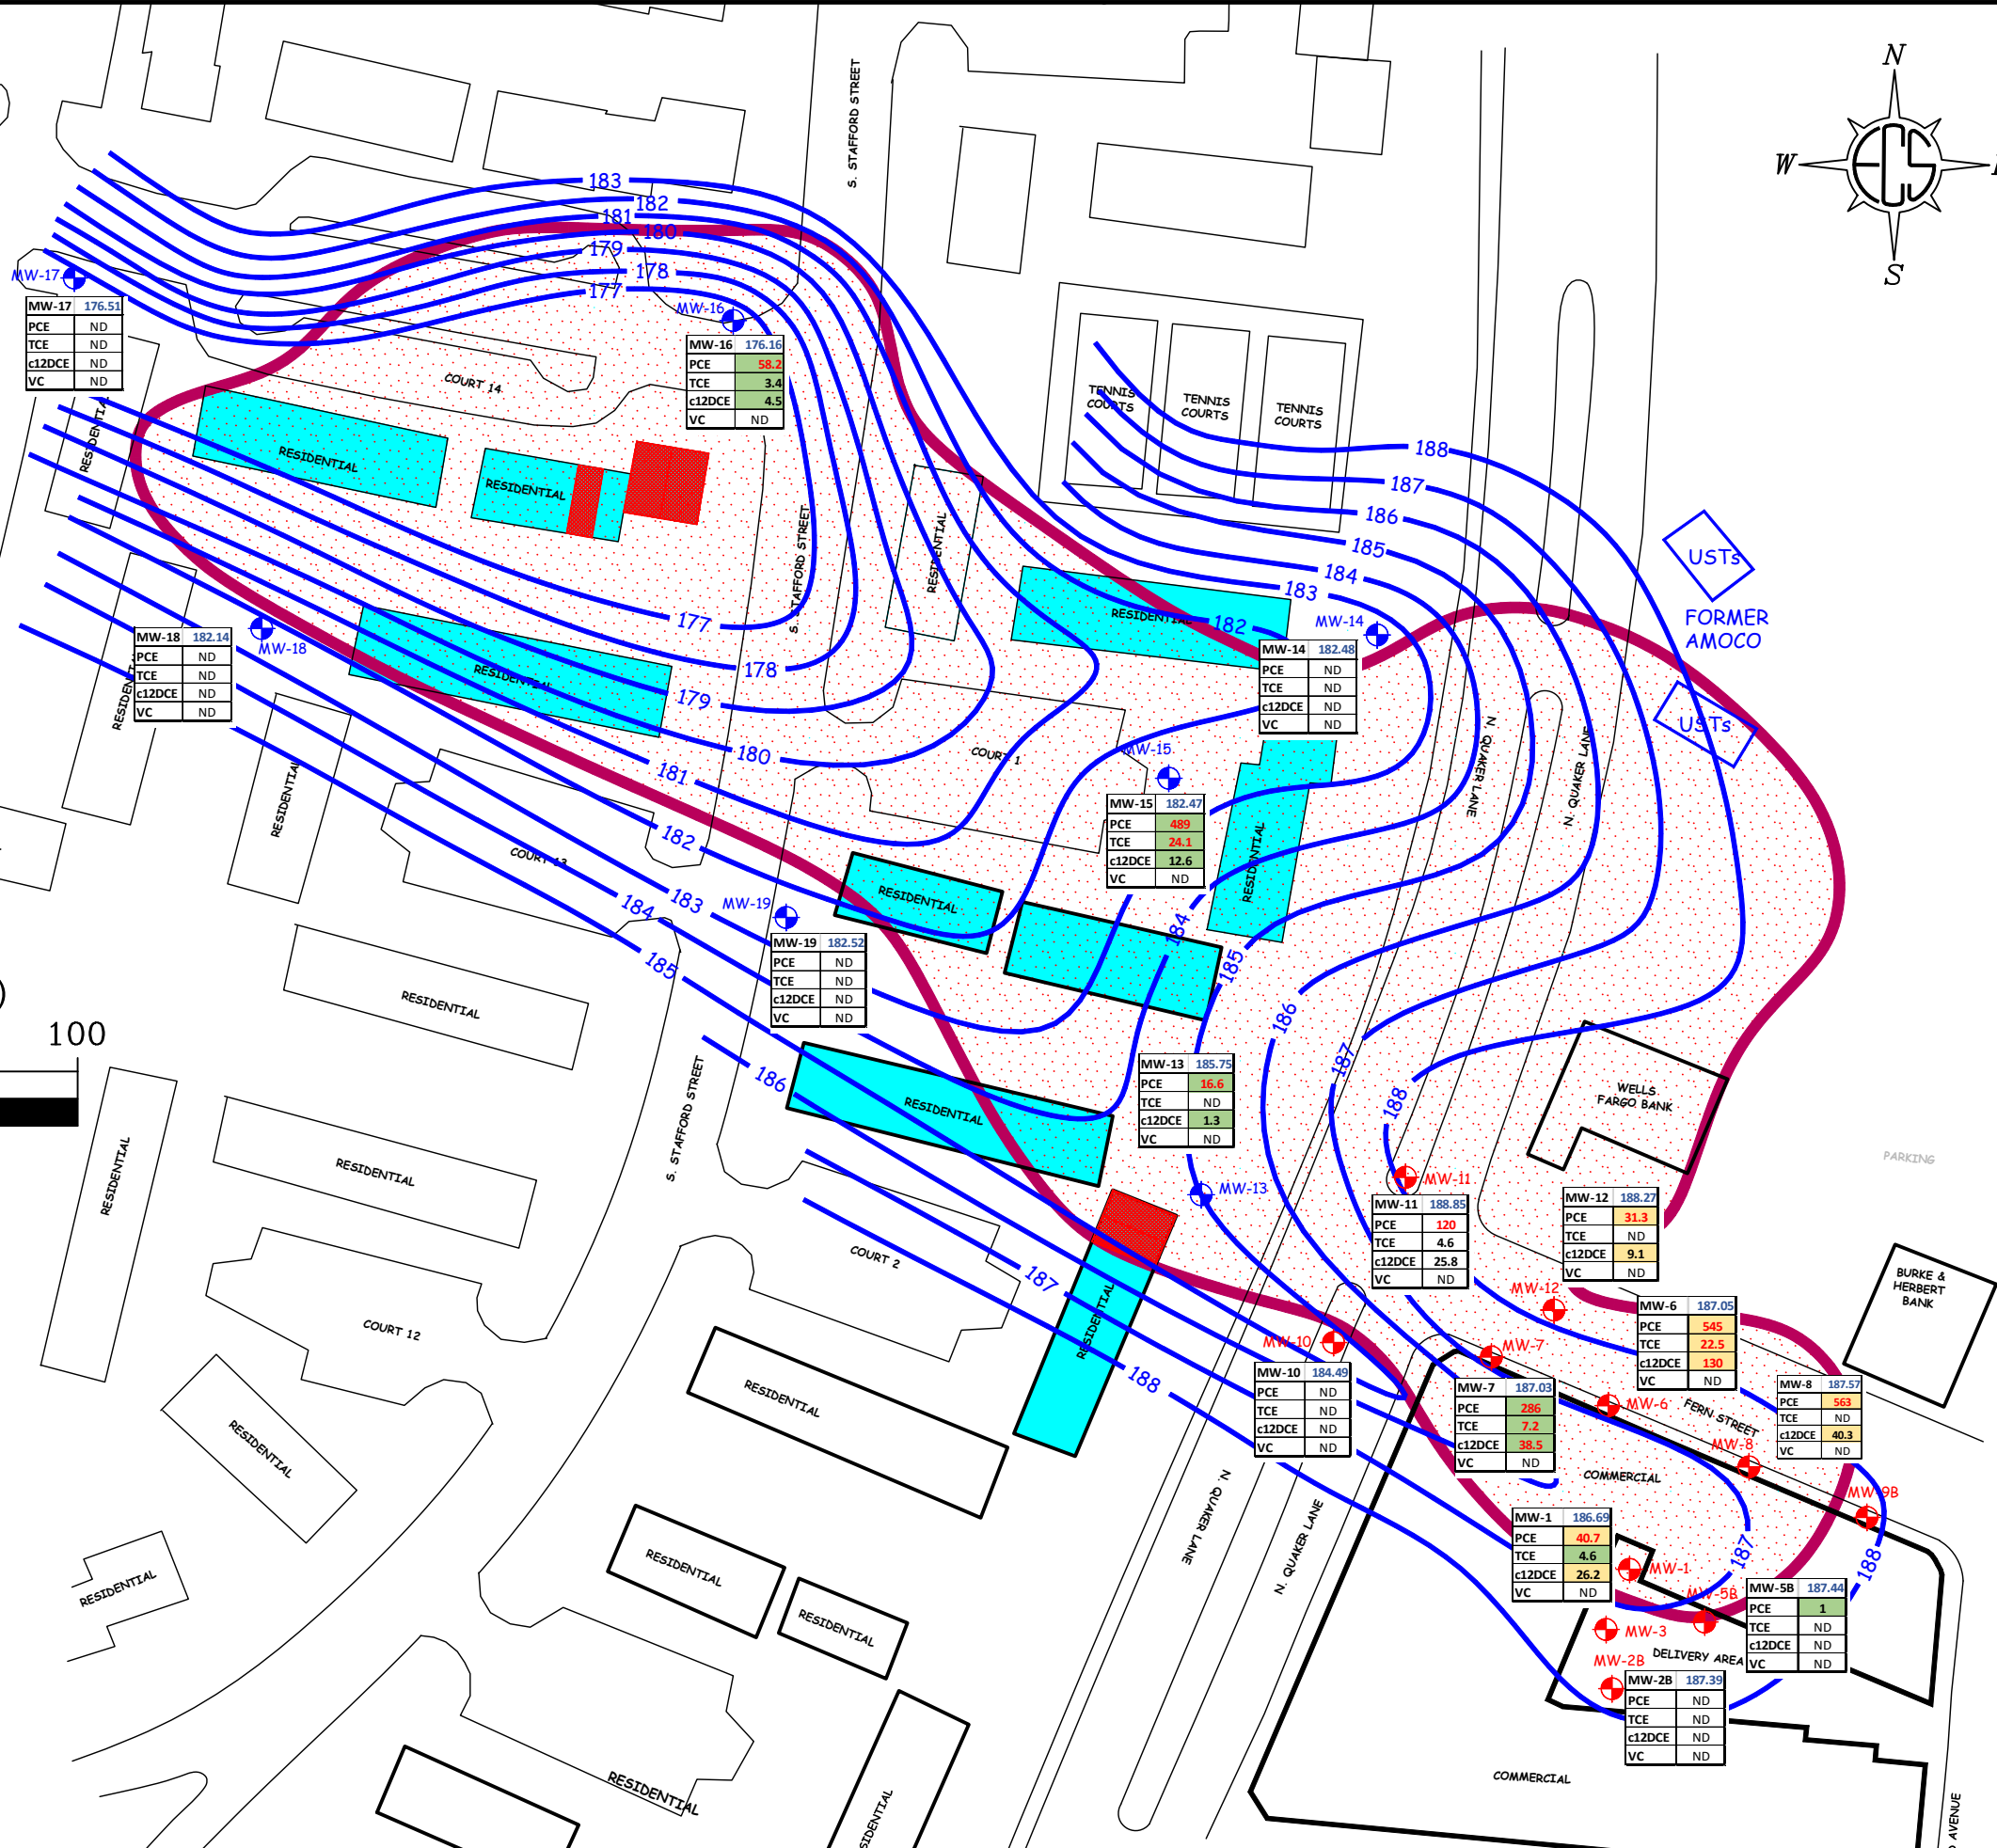 N
W
S
ECS
S. STAFFORD STREET
183
182
181
180
179
178
177
MW-17
MW-17 176.51
PCE ND
TCE ND
c12DCE ND
VC ND
MW-16
MW-16 176.16
PCE 58.2
TCE 3.4
c12DCE 4.5
VC ND
COURT 14
RESIDENTIAL
RESIDENTIAL
RESIDENTIAL
TENNIS
COURTS
TENNIS
COURTS
TENNIS
COURTS
188
187
186
185
184
183
182
USTs
FORMER
AMOCO
USTs
S. STAFFORD STREET
RESIDENTIAL
RESIDENTIAL
177
178
179
180
181
182
183
184
185
186
187
188
MW-14
MW-14 182.48
PCE ND
TCE ND
c12DCE ND
VC ND
MW-18
MW-18 182.14
PCE ND
TCE ND
c12DCE ND
VC ND
RESIDENTIAL
RESIDENTIAL
RESIDENTIAL
COURT 1
COURT 13
MW-15
MW-15 182.47
PCE 489
TCE 24.1
c12DCE 12.6
VC ND
RESIDENTIAL
N. QUAKER LANE
N. QUAKER LANE
RESIDENTIAL
MW-19
MW-19 182.52
PCE ND
TCE ND
c12DCE ND
VC ND
184
185
186
187
188
100
RESIDENTIAL
RESIDENTIAL
RESIDENTIAL
RESIDENTIAL
S. STAFFORD STREET
MW-13 185.75
PCE 16.6
TCE ND
c12DCE 1.3
VC ND
MW-13
WELLS
FARGO BANK
PARKING
MW-11
MW-11 188.85
PCE 120
TCE 4.6
c12DCE 25.8
VC ND
MW-12 188.27
PCE 31.3
TCE ND
c12DCE 9.1
VC ND
MW-12
BURKE &
HERBERT
BANK
COURT 2
COURT 12
RESIDENTIAL
MW-10
MW-10 184.49
PCE ND
TCE ND
c12DCE ND
VC ND
MW-7
MW-7 187.03
PCE 286
TCE 7.2
c12DCE 38.5
VC ND
MW-6 187.05
PCE 545
TCE 22.5
c12DCE 130
VC ND
MW-6
FERN STREET
MW-8
MW-8 187.57
PCE 563
TCE ND
c12DCE 40.3
VC ND
COMMERCIAL
MW-9B
RESIDENTIAL
RESIDENTIAL
N. QUAKER LANE
N. QUAKER LANE
MW-1 186.69
PCE 40.7
TCE 4.6
c12DCE 26.2
VC ND
MW-1
187
188
MW-5B
MW-5B 187.44
PCE 1
TCE ND
c12DCE ND
VC ND
MW-3
DELIVERY AREA
MW-2B
MW-2B 187.39
PCE ND
TCE ND
c12DCE ND
VC ND
RESIDENTIAL
RESIDENTIAL
RESIDENTIAL
RESIDENTIAL
COMMERCIAL
AVENUE